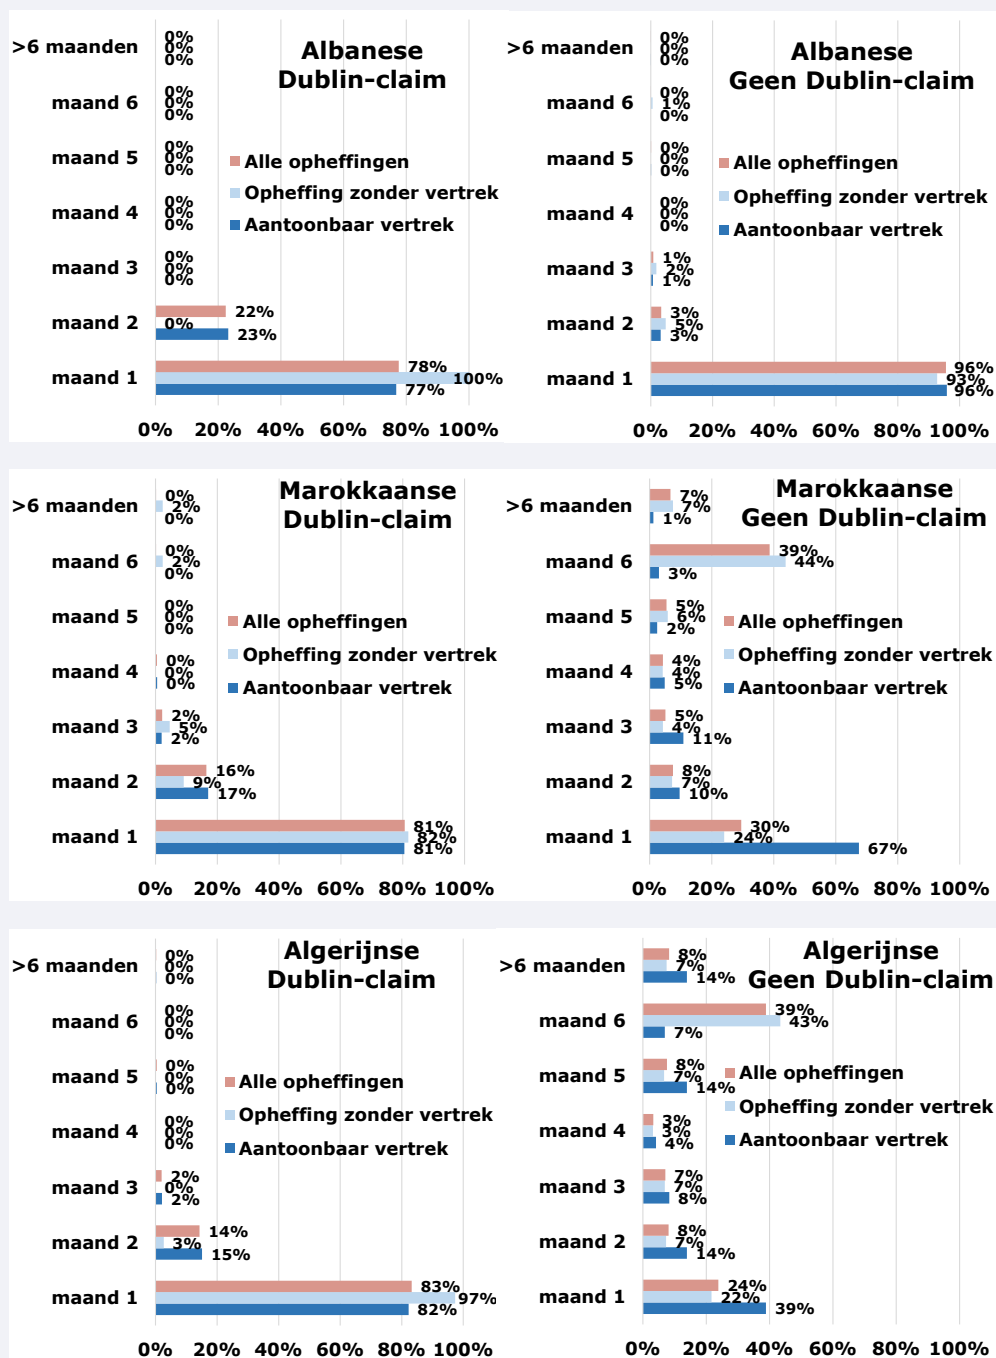 Albanese
Dublin-claim
>6 maanden
0%
0%
0%
maand 6
0%
0%
0%
maand 5
0%
0%
0%
maand 4
0%
0%
0%
maand 3
0%
0%
0%
maand 2
22%
0%
23%
maand 1
78%
100%
77%
Alle opheffingen
Opheffing zonder vertrek
Aantoonbaar vertrek
0% 20% 40% 60% 80% 100%
Albanese
Geen Dublin-claim
>6 maanden
0%
0%
0%
maand 6
0%
1%
0%
maand 5
0%
0%
0%
maand 4
0%
0%
0%
maand 3
1%
2%
1%
maand 2
3%
5%
3%
maand 1
96%
93%
96%
Alle opheffingen
Opheffing zonder vertrek
Aantoonbaar vertrek
0% 20% 40% 60% 80% 100%
Marokkaanse
Dublin-claim
>6 maanden
0%
2%
0%
maand 6
0%
2%
0%
maand 5
0%
0%
0%
maand 4
0%
0%
0%
maand 3
2%
5%
2%
maand 2
16%
9%
17%
maand 1
81%
82%
81%
Alle opheffingen
Opheffing zonder vertrek
Aantoonbaar vertrek
0% 20% 40% 60% 80% 100%
Marokkaanse
Geen Dublin-claim
>6 maanden
7%
7%
1%
maand 6
39%
44%
3%
maand 5
5%
6%
2%
maand 4
4%
4%
5%
maand 3
5%
4%
11%
maand 2
8%
7%
10%
maand 1
30%
24%
67%
Alle opheffingen
Opheffing zonder vertrek
Aantoonbaar vertrek
0% 20% 40% 60% 80% 100%
Algerijnse
Dublin-claim
>6 maanden
0%
0%
0%
maand 6
0%
0%
0%
maand 5
0%
0%
0%
maand 4
0%
0%
0%
maand 3
2%
0%
2%
maand 2
14%
3%
15%
maand 1
83%
97%
82%
Alle opheffingen
Opheffing zonder vertrek
Aantoonbaar vertrek
0% 20% 40% 60% 80% 100%
Algerijnse
Geen Dublin-claim
>6 maanden
8%
7%
14%
maand 6
39%
43%
7%
maand 5
8%
7%
14%
maand 4
3%
3%
4%
maand 3
7%
7%
8%
maand 2
8%
7%
14%
maand 1
24%
22%
39%
Alle opheffingen
Opheffing zonder vertrek
Aantoonbaar vertrek
0% 20% 40% 60% 80% 100%